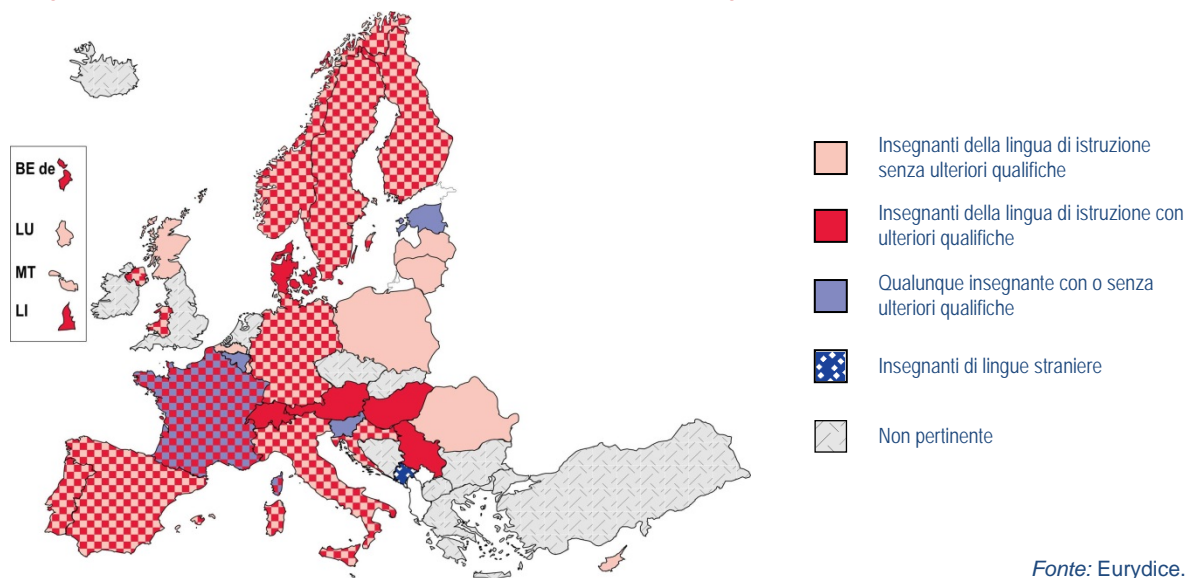 BE de
LU
MT
LI
Insegnanti della lingua di istruzione
senza ulteriori qualifiche
Insegnanti della lingua di istruzione con
ulteriori qualifiche
Qualunque insegnante con o senza
ulteriori qualifiche
Insegnanti di lingue straniere
Non pertinente
Fonte: Eurydice.